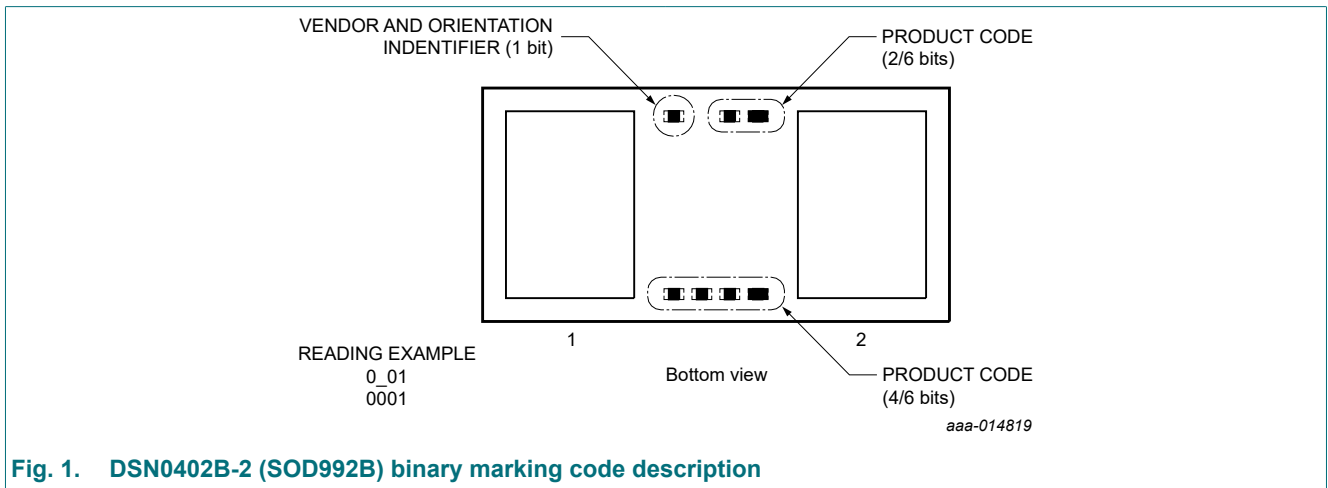 VENDOR AND ORIENTATION
INDENTIFIER (1 bit)
PRODUCT CODE
(2/6 bits)
1
2
READING EXAMPLE
0_01
0001
Bottom view
PRODUCT CODE
(4/6 bits)
aaa-014819
Fig. 1. DSN0402B-2 (SOD992B) binary marking code description